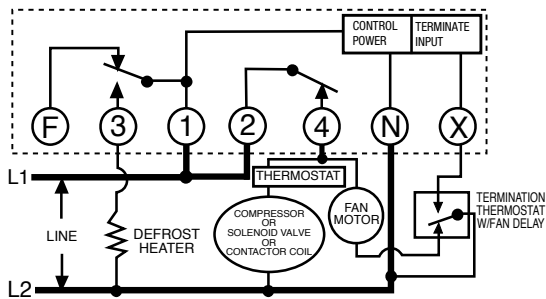 CONTROL
POWER
TERMINATE
INPUT
F
3
1
2
4
N
X
L1
THERMOSTAT
LINE
DEFROST
HEATER
COMPRESSOR
OR
SOLENOID VALVE
OR
CONTACTOR COIL
FAN
MOTOR
TERMINATION
THERMOSTAT
W/FAN DELAY
L2